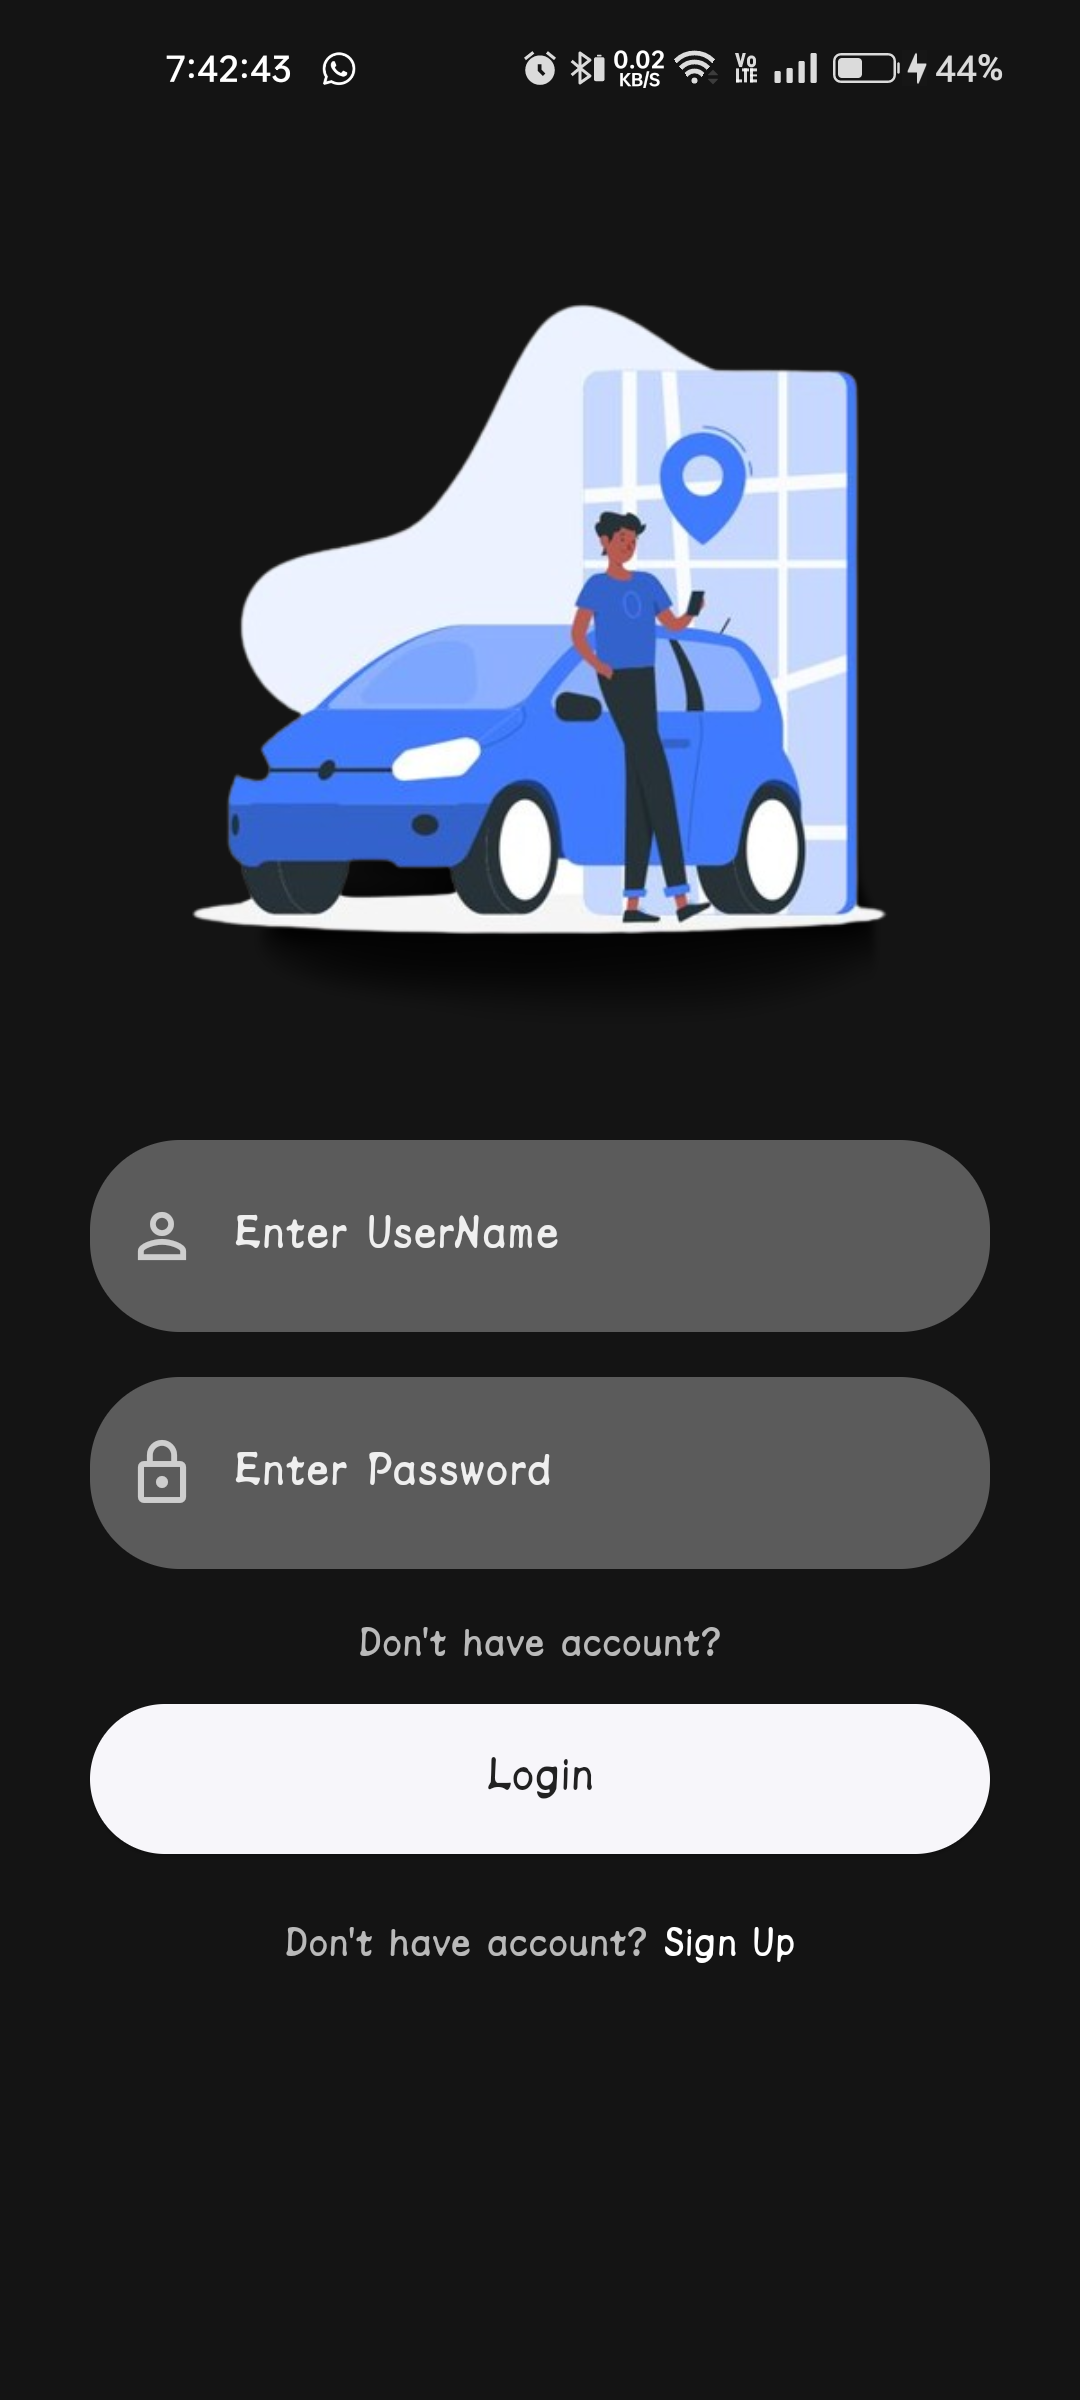 7:42:43 0.02 KB/S Vo LTE 44%
Enter UserName
Enter Password
Don't have account?
Login
Don't have account? Sign Up